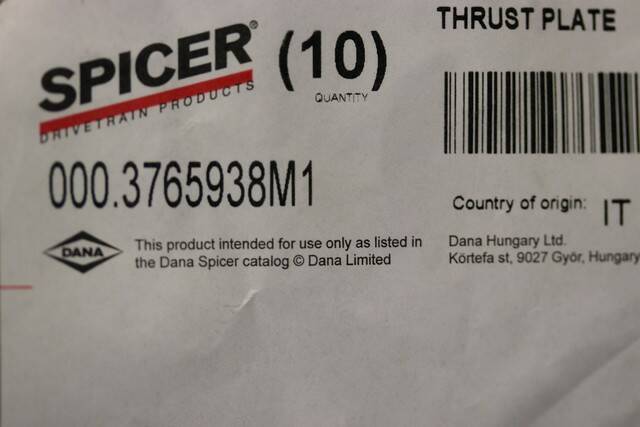 SPICER®
DRIVETRAIN PRODUCTS
(10)
QUANTITY
THRUST PLATE
000.3765938M1
Country of origin: IT
DANA
This product intended for use only as listed in
the Dana Spicer catalog © Dana Limited
Dana Hungary Ltd.
Körtefa st, 9027 Győr, Hungary